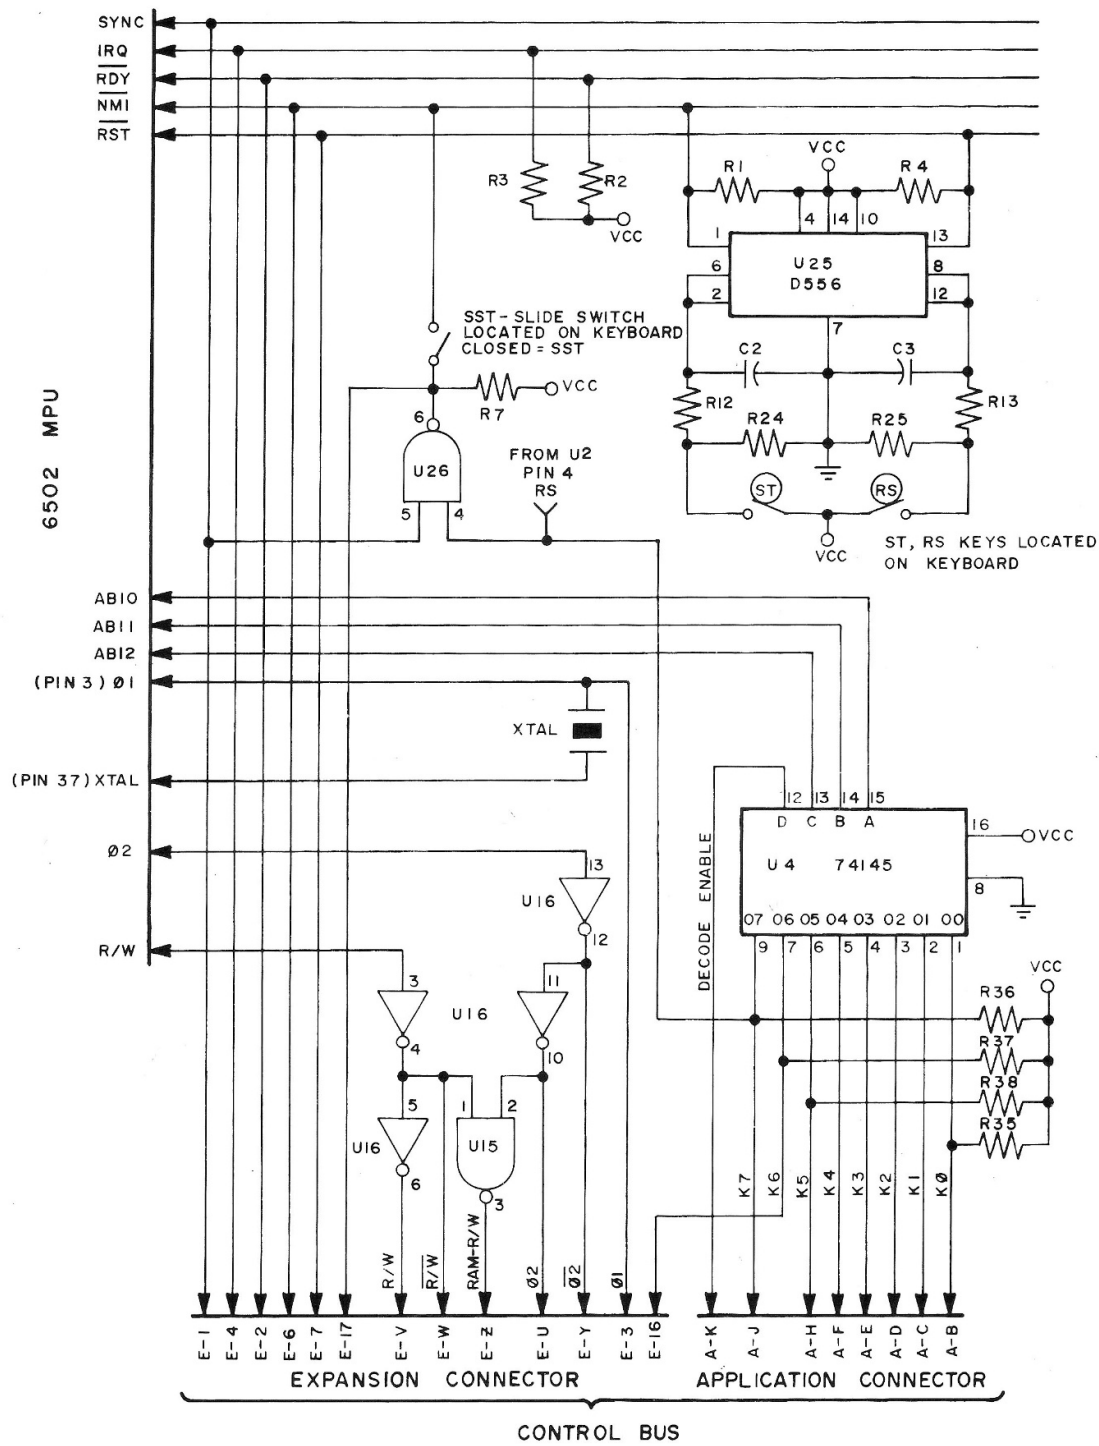 SYNC
IRQ
RDY
NMI
RST
VCC
R1
R4
R3
R2
VCC
4
14
10
1
13
U25
D556
6
8
2
12
7
SST-SLIDE SWITCH
LOCATED ON KEYBOARD
CLOSED = SST
C2
C3
VCC
R7
R12
R13
R24
R25
6
U26
5
4
FROM U2
PIN 4
RS
ST
RS
VCC
ST, RS KEYS LOCATED
ON KEYBOARD
6502 MPU
AB10
AB11
AB12
(PIN 3) Ø1
XTAL
(PIN 37) XTAL
12
13
14
15
D
C
B
A
16
VCC
U4
74145
8
Ø2
13
U16
12
DECODE ENABLE
07
06
05
04
03
02
01
00
9
7
6
5
4
3
2
1
R/W
VCC
3
U16
11
R36
4
10
R37
R38
R35
1
2
5
U16
U15
6
3
K7
K6
K5
K4
K3
K2
K1
KØ
R/W
R/W
RAM-R/W
Ø2
Ø2
Ø1
E-1
E-4
E-2
E-6
E-7
E-17
E-V
E-W
E-Z
E-U
E-Y
E-3
E-16
A-K
A-J
A-H
A-F
A-E
A-D
A-C
A-B
EXPANSION CONNECTOR
APPLICATION CONNECTOR
CONTROL BUS